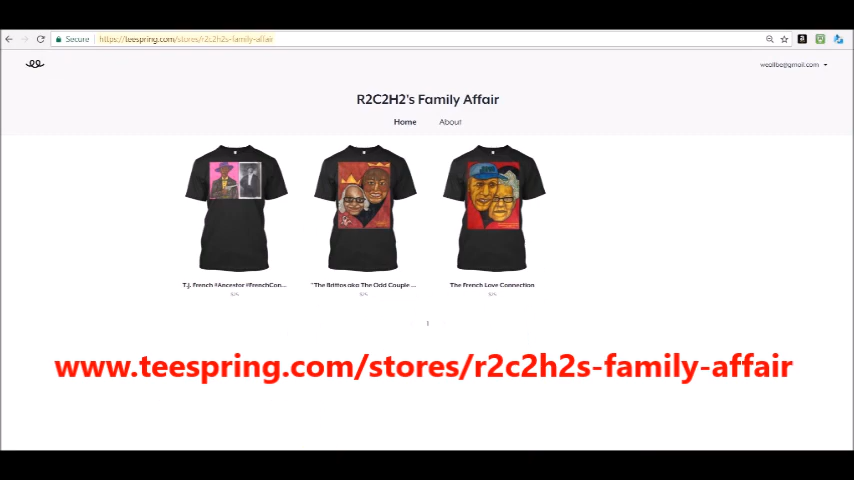 Secure https://teespring.com/stores/r2c2h2s-family-affair
R2C2H2's Family Affair
Home About
T.J. French #Ancestor #FrenchCon...
"The Brittos aka The Odd Couple ...
The French Love Connection
1
www.teespring.com/stores/r2c2h2s-family-affair